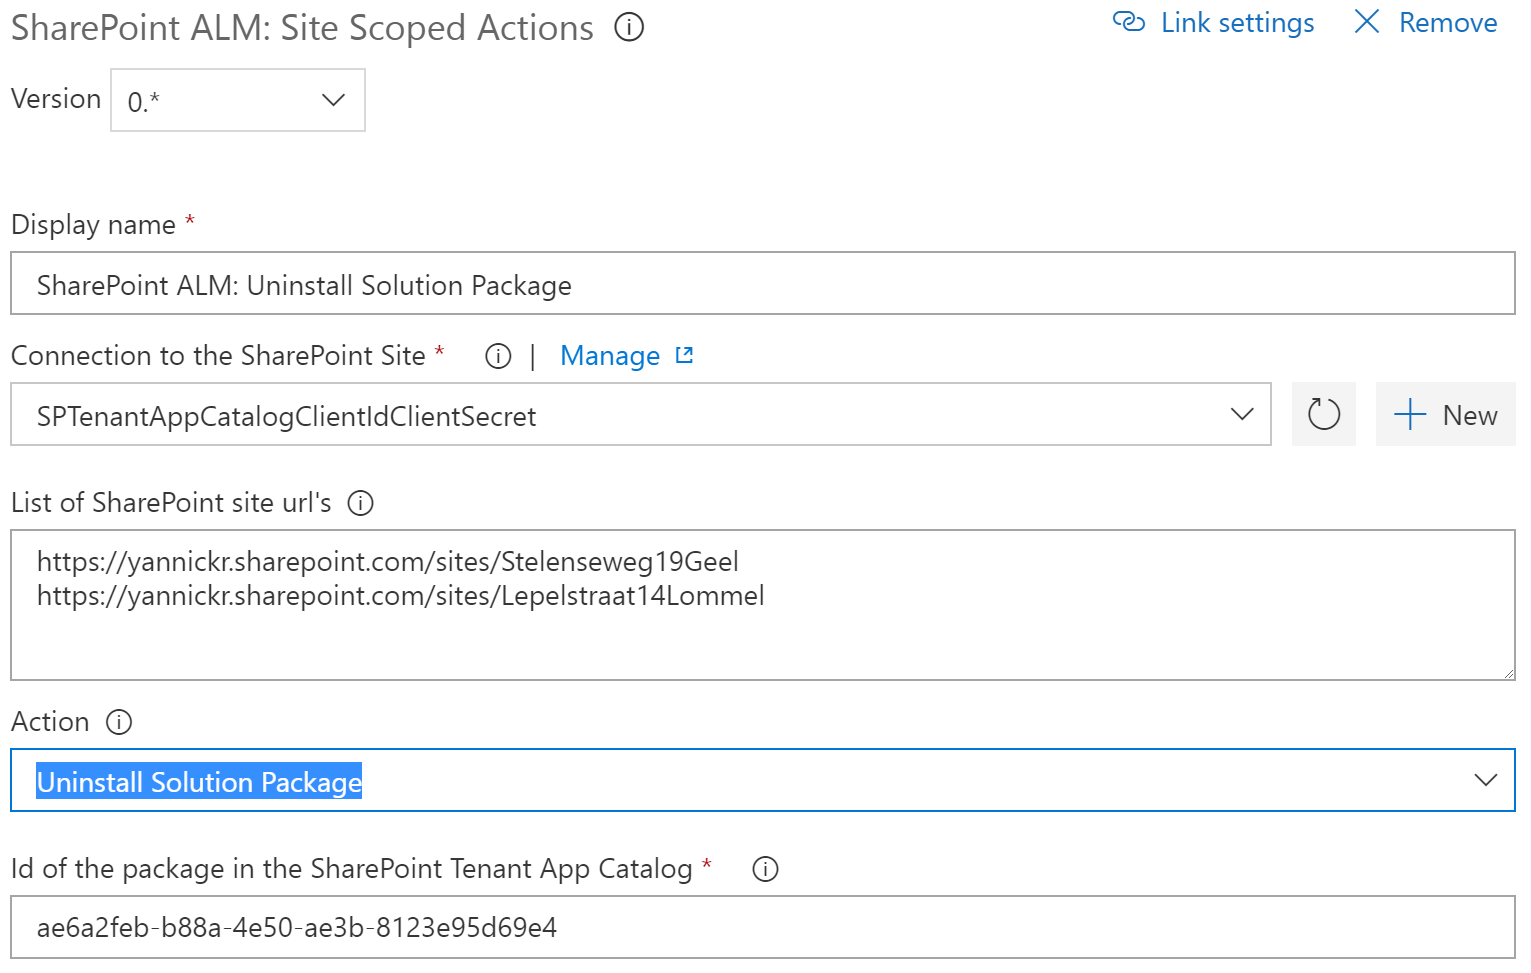 SharePoint ALM: Site Scoped Actions
Link settings
Remove
Version
0.*
Display name *
SharePoint ALM: Uninstall Solution Package
Connection to the SharePoint Site * | Manage
SPTenantAppCatalogClientIdClientSecret
New
List of SharePoint site url's
https://yannickr.sharepoint.com/sites/Stelenseweg19Geel
https://yannickr.sharepoint.com/sites/Lepelstraat14Lommel
Action
Uninstall Solution Package
Id of the package in the SharePoint Tenant App Catalog *
ae6a2feb-b88a-4e50-ae3b-8123e95d69e4